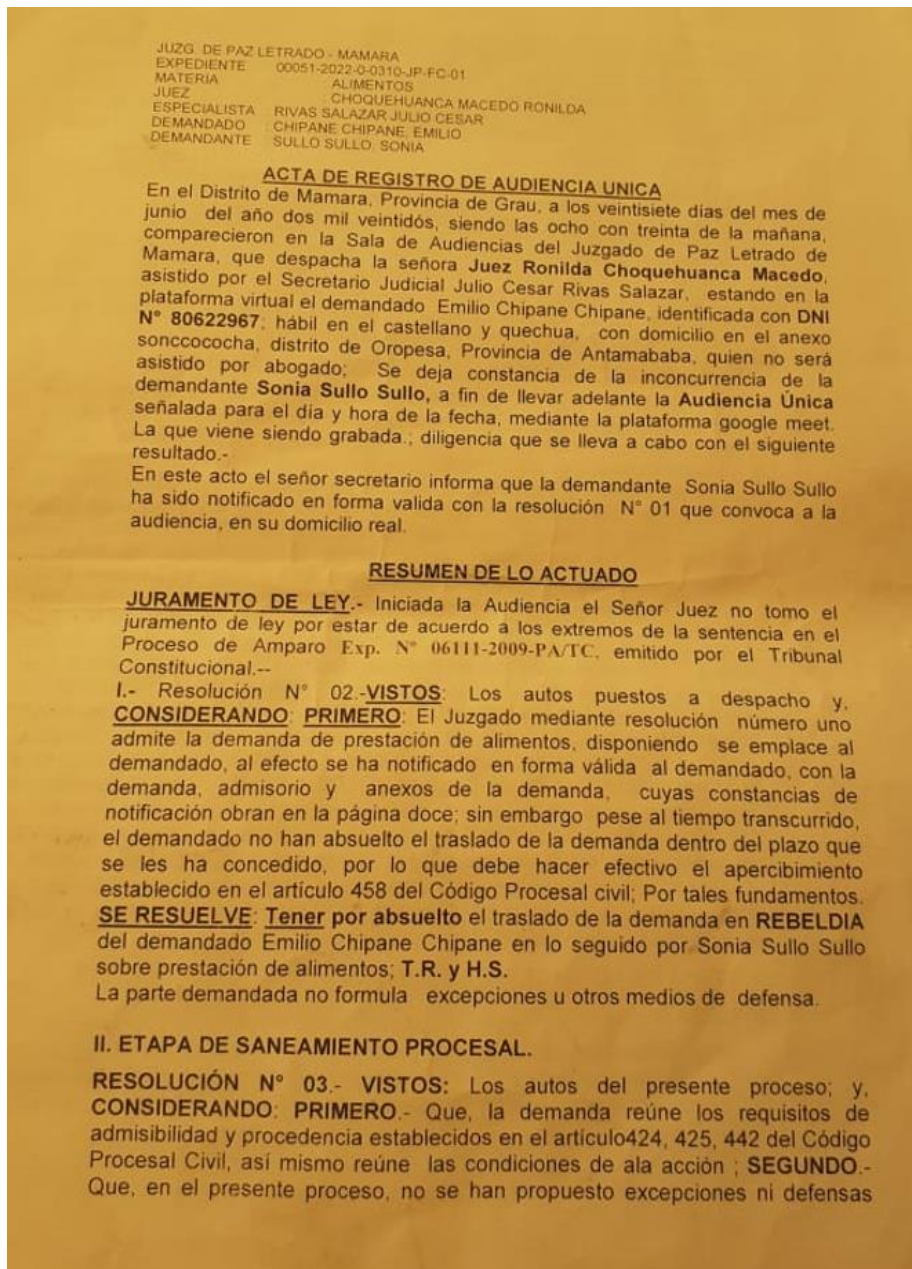 JUZG. DE PAZ LETRADO - MAMARA
EXPEDIENTE 00051-2022-0-0310-JP-FC-01
MATERIA : ALIMENTOS
JUEZ : CHOQUEHUANCA MACEDO RONILDA
ESPECIALISTA RIVAS SALAZAR JULIO CESAR
DEMANDADO : CHIPANE CHIPANE, EMILIO
DEMANDANTE : SULLO SULLO, SONIA
ACTA DE REGISTRO DE AUDIENCIA UNICA
En el Distrito de Mamara, Provincia de Grau, a los veintisiete días del mes de
junio del año dos mil veintidós, siendo las ocho con treinta de la mañana,
comparecieron en la Sala de Audiencias del Juzgado de Paz Letrado de
Mamara, que despacha la señora Juez Ronilda Choquehuanca Macedo,
asistido por el Secretario Judicial Julio Cesar Rivas Salazar, estando en la
plataforma virtual el demandado Emilio Chipane Chipane, identificada con DNI
N° 80622967; hábil en el castellano y quechua, con domicilio en el anexo
sonccococha, distrito de Oropesa, Provincia de Antamababa, quien no será
asistido por abogado; Se deja constancia de la inconcurrencia de la
demandante Sonia Sullo Sullo, a fin de llevar adelante la Audiencia Única
señalada para el día y hora de la fecha, mediante la plataforma google meet.
La que viene siendo grabada.; diligencia que se lleva a cabo con el siguiente
resultado.-
En este acto el señor secretario informa que la demandante Sonia Sullo Sullo
ha sido notificado en forma valida con la resolución N° 01 que convoca a la
audiencia, en su domicilio real.
RESUMEN DE LO ACTUADO
JURAMENTO DE LEY.- Iniciada la Audiencia el Señor Juez no tomo el
juramento de ley por estar de acuerdo a los extremos de la sentencia en el
Proceso de Amparo Exp. N° 06111-2009-PA/TC, emitido por el Tribunal
Constitucional.--
I.- Resolución N° 02.-VISTOS: Los autos puestos a despacho y,
CONSIDERANDO: PRIMERO: El Juzgado mediante resolución número uno
admite la demanda de prestación de alimentos, disponiendo se emplace al
demandado, al efecto se ha notificado en forma válida al demandado, con la
demanda, admisorio y anexos de la demanda, cuyas constancias de
notificación obran en la página doce; sin embargo pese al tiempo transcurrido,
el demandado no han absuelto el traslado de la demanda dentro del plazo que
se les ha concedido, por lo que debe hacer efectivo el apercibimiento
establecido en el artículo 458 del Código Procesal civil; Por tales fundamentos.
SE RESUELVE: Tener por absuelto el traslado de la demanda en REBELDIA
del demandado Emilio Chipane Chipane en lo seguido por Sonia Sullo Sullo
sobre prestación de alimentos; T.R. y H.S.
La parte demandada no formula excepciones u otros medios de defensa.
II. ETAPA DE SANEAMIENTO PROCESAL.
RESOLUCIÓN N° 03.- VISTOS: Los autos del presente proceso; y,
CONSIDERANDO: PRIMERO.- Que, la demanda reúne los requisitos de
admisibilidad y procedencia establecidos en el artículo424, 425, 442 del Código
Procesal Civil, así mismo reúne las condiciones de ala acción ; SEGUNDO.-
Que, en el presente proceso, no se han propuesto excepciones ni defensas